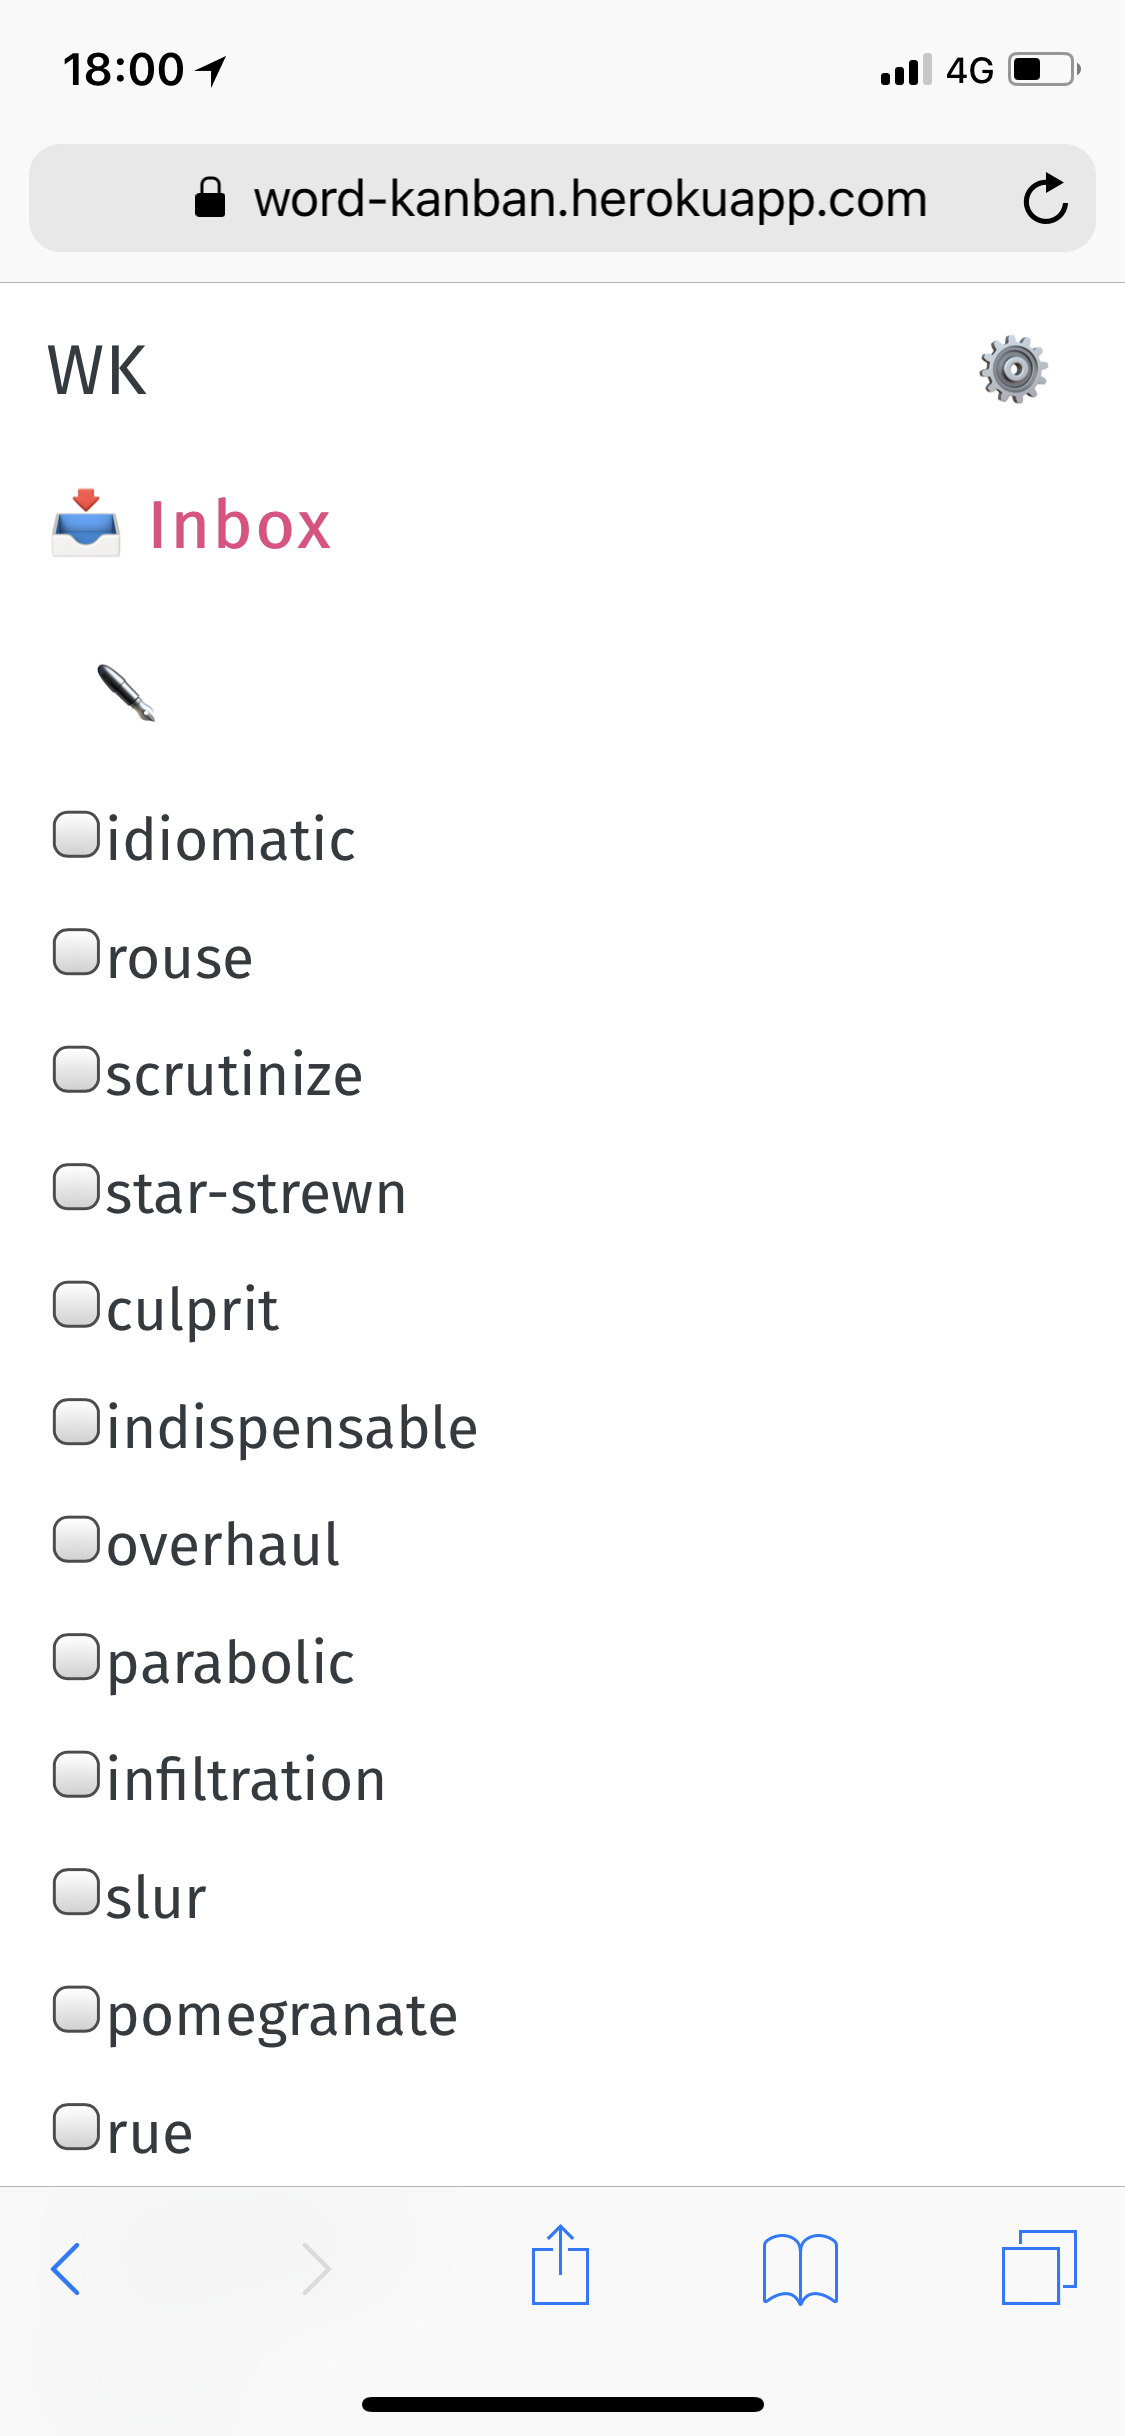 18:00 4G
word-kanban.herokuapp.com
WK
Inbox
idiomatic
rouse
scrutinize
star-strewn
culprit
indispensable
overhaul
parabolic
infiltration
slur
pomegranate
rue